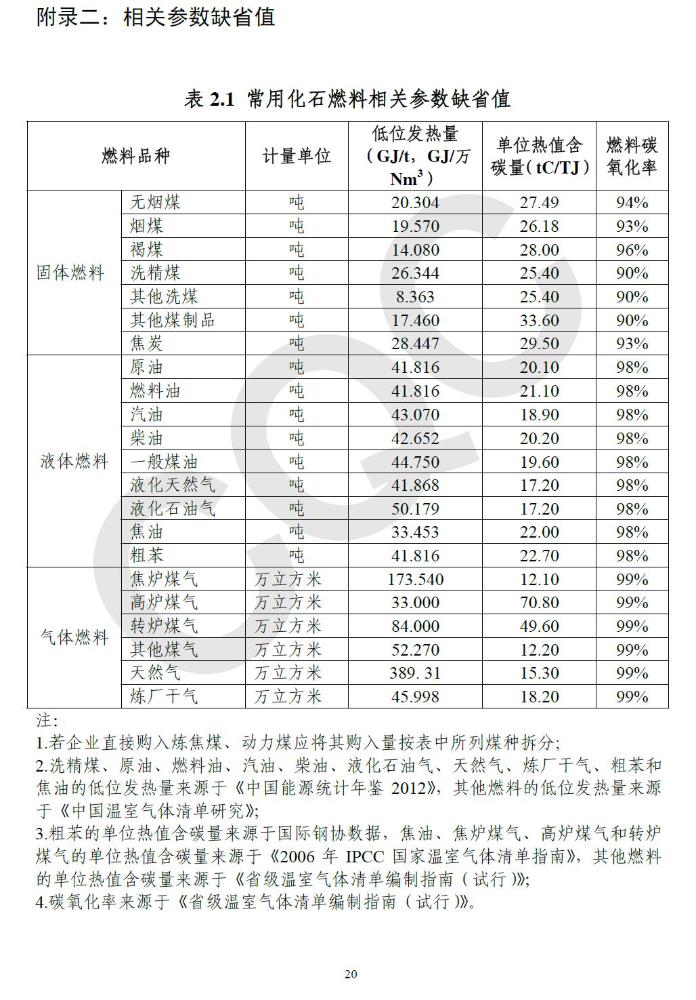 附录二：相关参数缺省值
表 2.1 常用化石燃料相关参数缺省值
燃料品种 计量单位 低位发热量（GJ/t，GJ/万Nm³） 单位热值含碳量（tC/TJ） 燃料碳氧化率
固体燃料
无烟煤 吨 20.304 27.49 94%
烟煤 吨 19.570 26.18 93%
褐煤 吨 14.080 28.00 96%
洗精煤 吨 26.344 25.40 90%
其他洗煤 吨 8.363 25.40 90%
其他煤制品 吨 17.460 33.60 90%
焦炭 吨 28.447 29.50 93%
液体燃料
原油 吨 41.816 20.10 98%
燃料油 吨 41.816 21.10 98%
汽油 吨 43.070 18.90 98%
柴油 吨 42.652 20.20 98%
一般煤油 吨 44.750 19.60 98%
液化天然气 吨 41.868 17.20 98%
液化石油气 吨 50.179 17.20 98%
焦油 吨 33.453 22.00 98%
粗苯 吨 41.816 22.70 98%
气体燃料
焦炉煤气 万立方米 173.540 12.10 99%
高炉煤气 万立方米 33.000 70.80 99%
转炉煤气 万立方米 84.000 49.60 99%
其他煤气 万立方米 52.270 12.20 99%
天然气 万立方米 389. 31 15.30 99%
炼厂干气 万立方米 45.998 18.20 99%
注：
1.若企业直接购入炼焦煤、动力煤应将其购入量按表中所列煤种拆分;
2.洗精煤、原油、燃料油、汽油、柴油、液化石油气、天然气、炼厂干气、粗苯和
焦油的低位发热量来源于《中国能源统计年鉴 2012》，其他燃料的低位发热量来源
于《中国温室气体清单研究》;
3.粗苯的单位热值含碳量来源于国际钢协数据，焦油、焦炉煤气、高炉煤气和转炉
煤气的单位热值含碳量来源于《2006 年 IPCC 国家温室气体清单指南》，其他燃料
的单位热值含碳量来源于《省级温室气体清单编制指南（试行）》;
4.碳氧化率来源于《省级温室气体清单编制指南（试行）》。
20
CQC